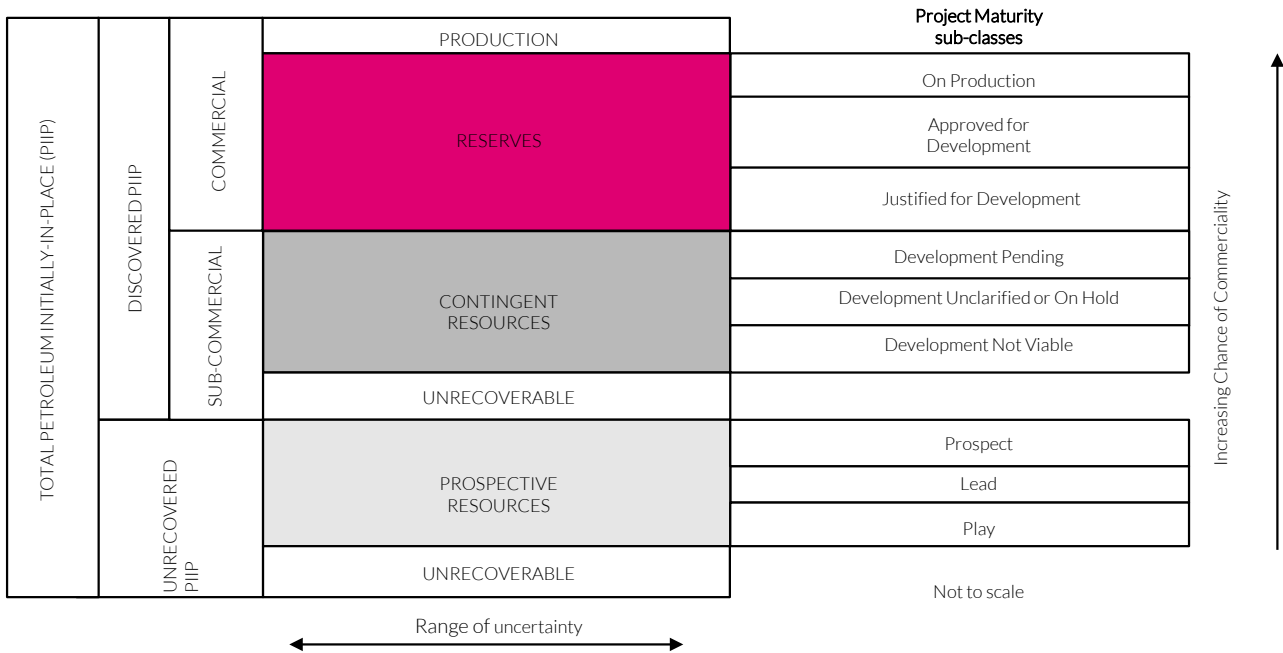 Project Maturity
sub-classes
TOTAL PETROLEUM INITIALLY-IN-PLACE (PIIP)
DISCOVERED PIIP
COMMERCIAL
PRODUCTION
RESERVES
On Production
Approved for
Development
Justified for Development
SUB-COMMERCIAL
CONTINGENT
RESOURCES
Development Pending
Development Unclarified or On Hold
Development Not Viable
UNRECOVERABLE
UNRECOVERED
PIIP
PROSPECTIVE
RESOURCES
Prospect
Lead
Play
UNRECOVERABLE
Not to scale
Increasing Chance of Commerciality
Range of uncertainty